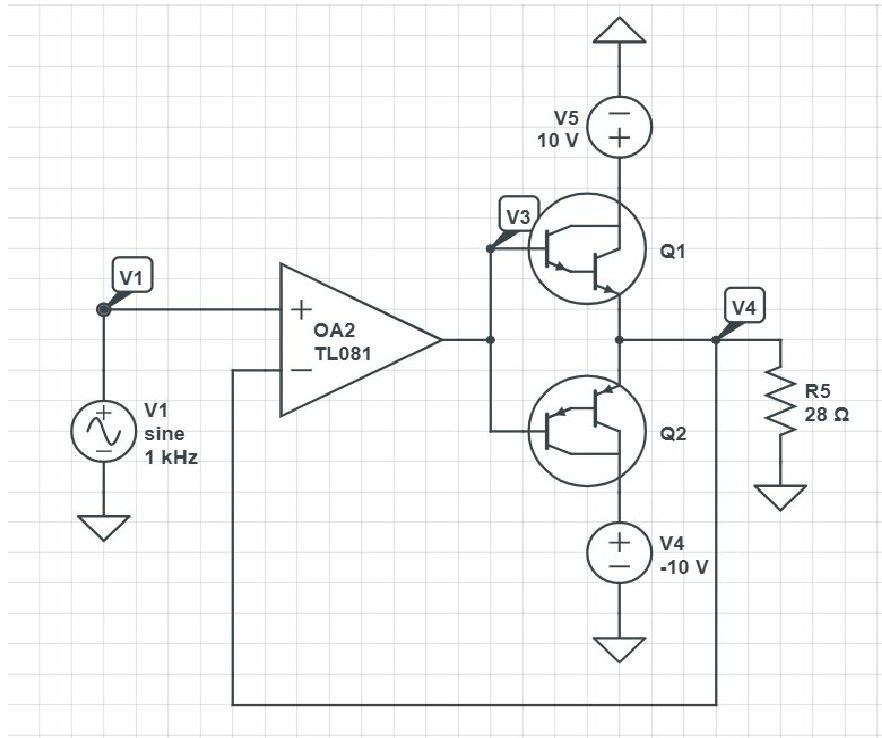 V5
10 V
V3
Q1
V1
+
OA2
TL081
−
V4
V1
sine
1 kHz
R5
28 Ω
Q2
V4
-10 V